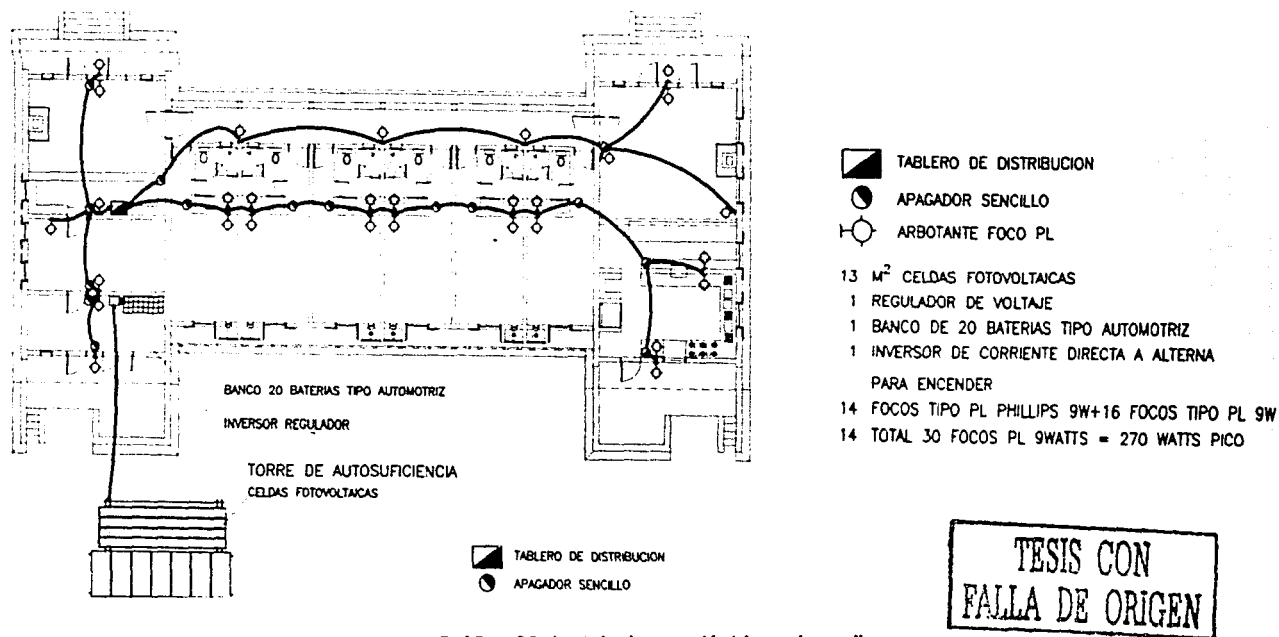 TABLERO DE DISTRIBUCION
APAGADOR SENCILLO
ARBOTANTE FOCO PL
13 M² CELDAS FOTOVOLTAICAS
1 REGULADOR DE VOLTAJE
1 BANCO DE 20 BATERIAS TIPO AUTOMOTRIZ
1 INVERSOR DE CORRIENTE DIRECTA A ALTERNA
PARA ENCENDER
14 FOCOS TIPO PL PHILLIPS 9W+16 FOCOS TIPO PL 9W
14 TOTAL 30 FOCOS PL 9WATTS = 270 WATTS PICO
BANCO 20 BATERIAS TIPO AUTOMOTRIZ
INVERSOR REGULADOR
TORRE DE AUTOSUFICIENCIA
CELDAS FOTOVOLTAICAS
TABLERO DE DISTRIBUCION
APAGADOR SENCILLO
TESIS CON
FALLA DE ORIGEN